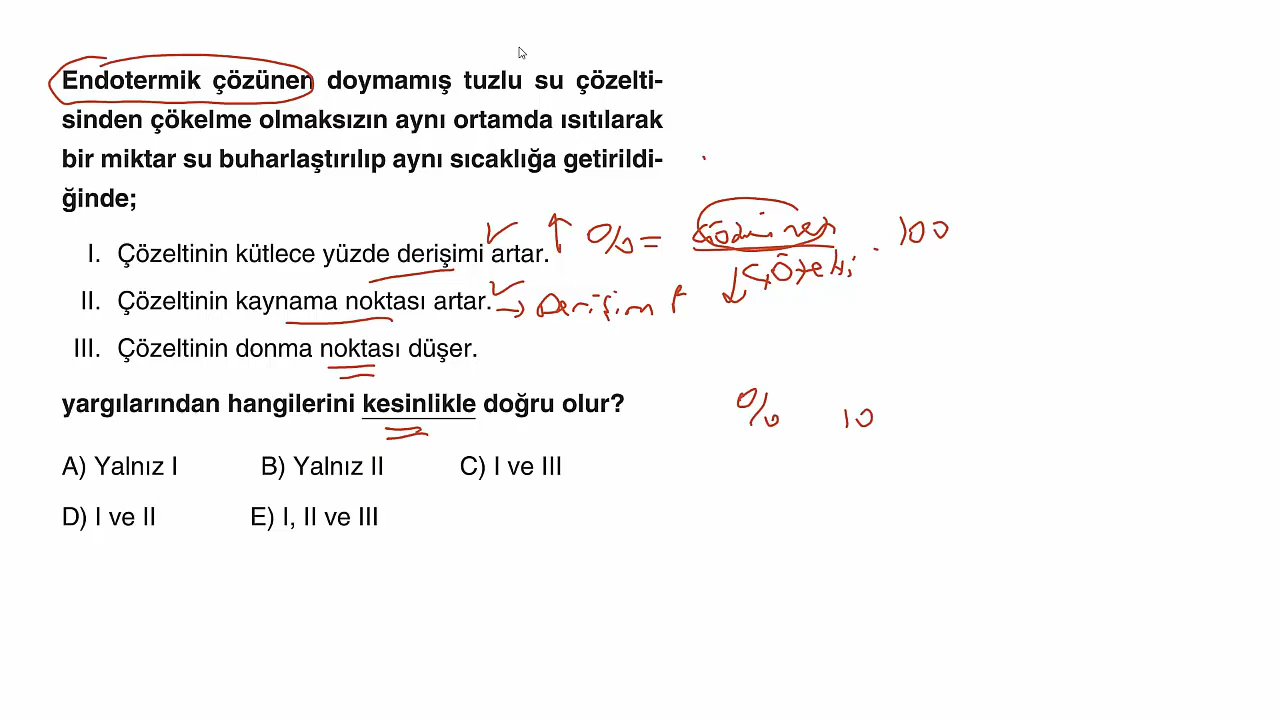 Endotermik çözünen doymamış tuzlu su çözelti-
sinden çökelme olmaksızın aynı ortamda ısıtılarak
bir miktar su buharlaştırılıp aynı sıcaklığa getirildi-
ğinde;
I. Çözeltinin kütlece yüzde derişimi artar. ↑ % = çözünen / çözelti . 100
II. Çözeltinin kaynama noktası artar. → Derişim ↑
III. Çözeltinin donma noktası düşer.
yargılarından hangilerini kesinlikle doğru olur?
% 10
A) Yalnız I B) Yalnız II C) I ve III
D) I ve II E) I, II ve III